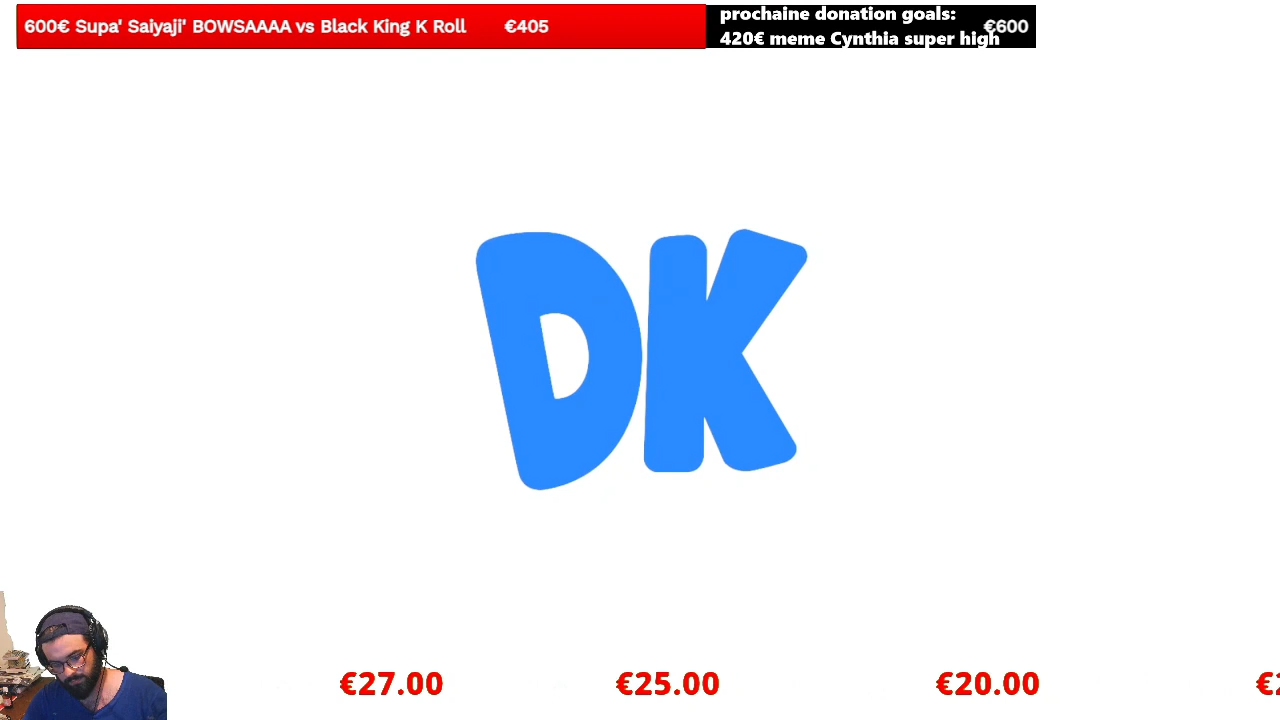 600€ Supa' Saiyaji' BOWSAAAA vs Black King K Roll €405
prochaine donation goals:
€600
420€ meme Cynthia super high
DK
€27.00 €25.00 €20.00